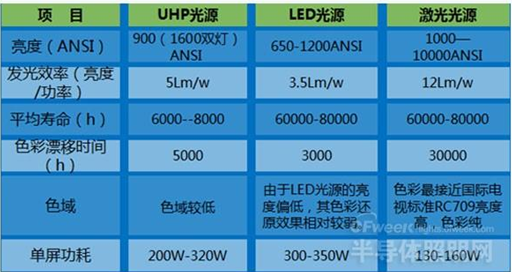 项 目 UHP光源 LED光源 激光光源
亮度（ANSI） 900（1600双灯）
ANSI 650-1200ANSI 1000—
10000ANSI
发光效率（亮度
/功率） 5Lm/w 3.5Lm/w 12Lm/w
平均寿命（h） 6000--8000 60000-80000 60000-80000
色彩漂移时间
（h） 5000 3000 30000
色域 色域较低 由于LED光源的亮
度偏低，其色彩还
原效果相对较弱 色彩最接近国际电
视标准RC709亮度
高，色彩纯
单屏功耗 200W-320W 300-350W 130-160W
半导体照明网